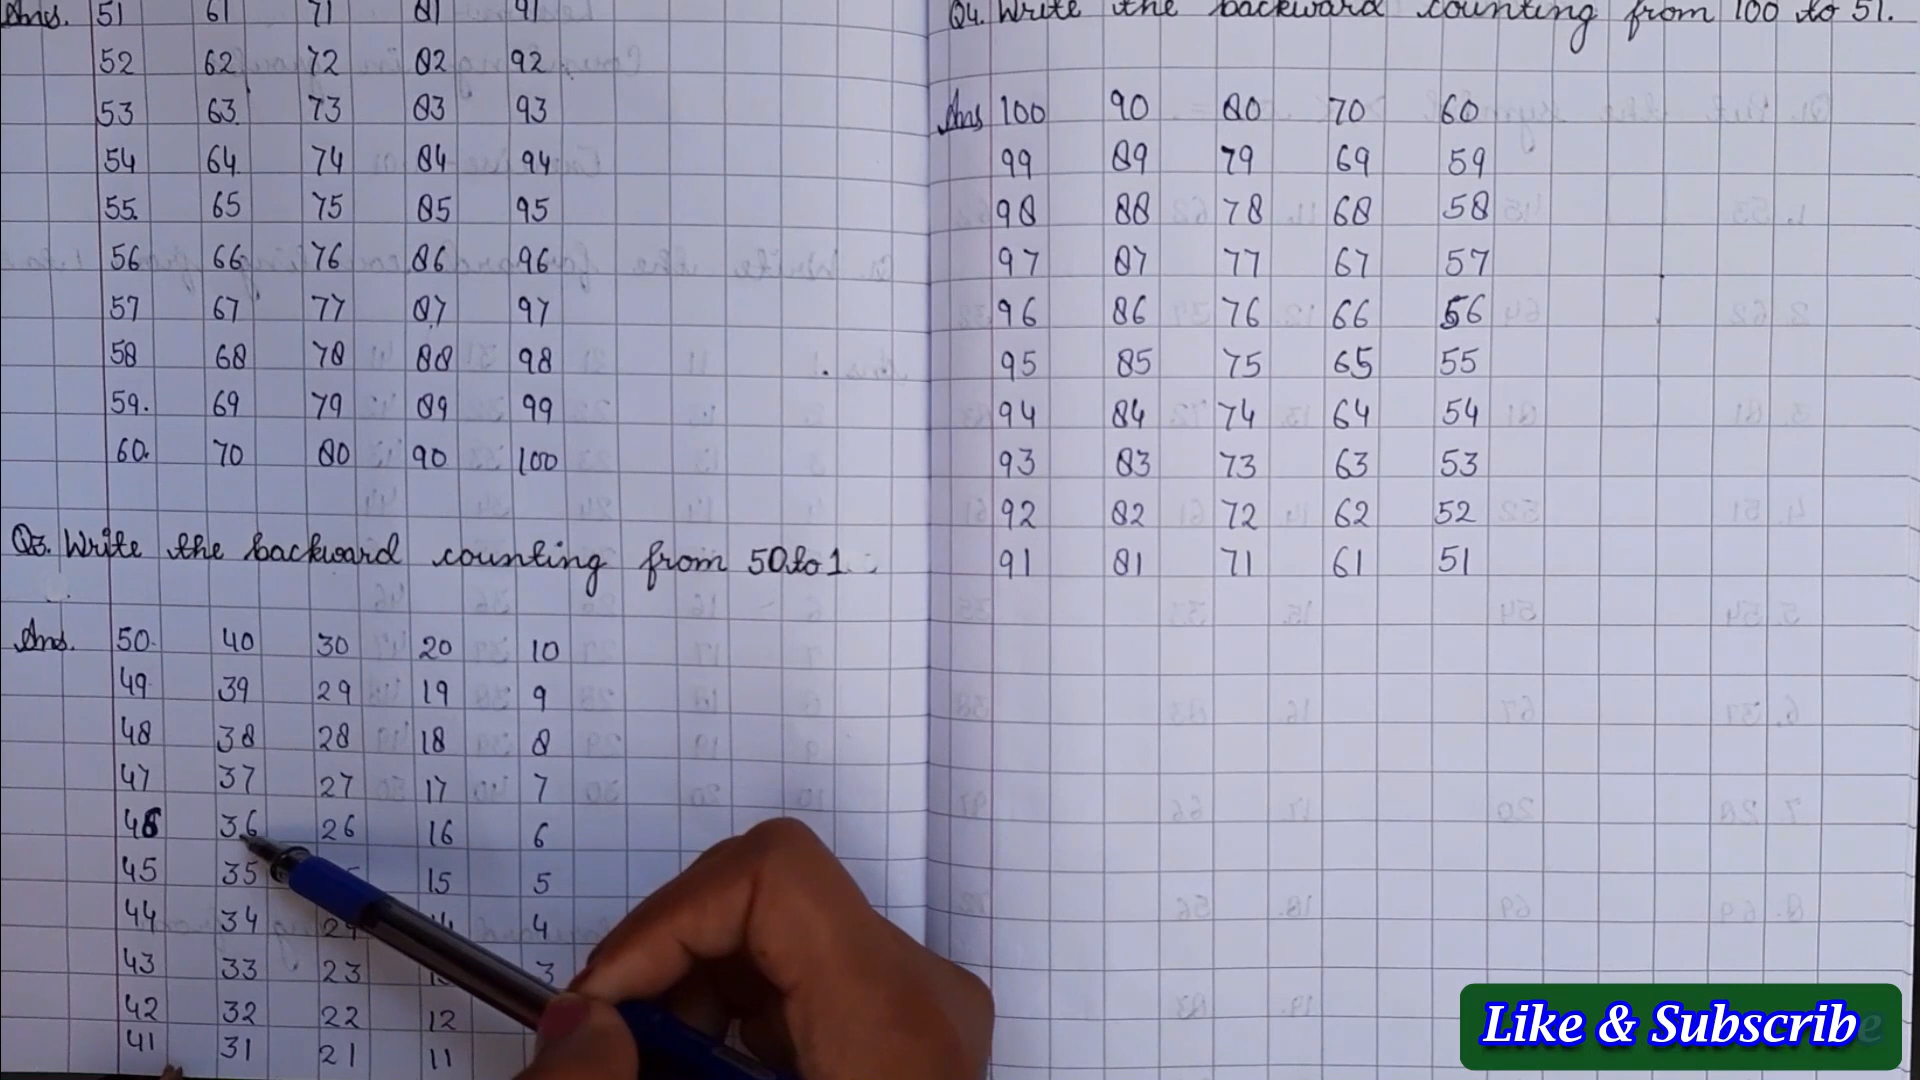 Ans. 51 61 71 81 91
52 62 72 82 92
53 63 73 83 93
54 64 74 84 94
55 65 75 85 95
56 66 76 86 96
57 67 77 87 97
58 68 78 88 98
59. 69 79 89 99
60. 70 80 90 100
Q3. Write the backward counting from 50 to 1.
Ans. 50 40 30 20 10
49 39 29 19 9
48 38 28 18 8
47 37 27 17 7
46 36 26 16 6
45 35 15 5
44 34 24 4
43 33 23 3
42 32 22 12
41 31 21 11
Q4. Write the backward counting from 100 to 51.
Ans 100 90 80 70 60
99 89 79 69 59
98 88 78 68 58
97 87 77 67 57
96 86 76 66 56
95 85 75 65 55
94 84 74 64 54
93 83 73 63 53
92 82 72 62 52
91 81 71 61 51
Like & Subscribe